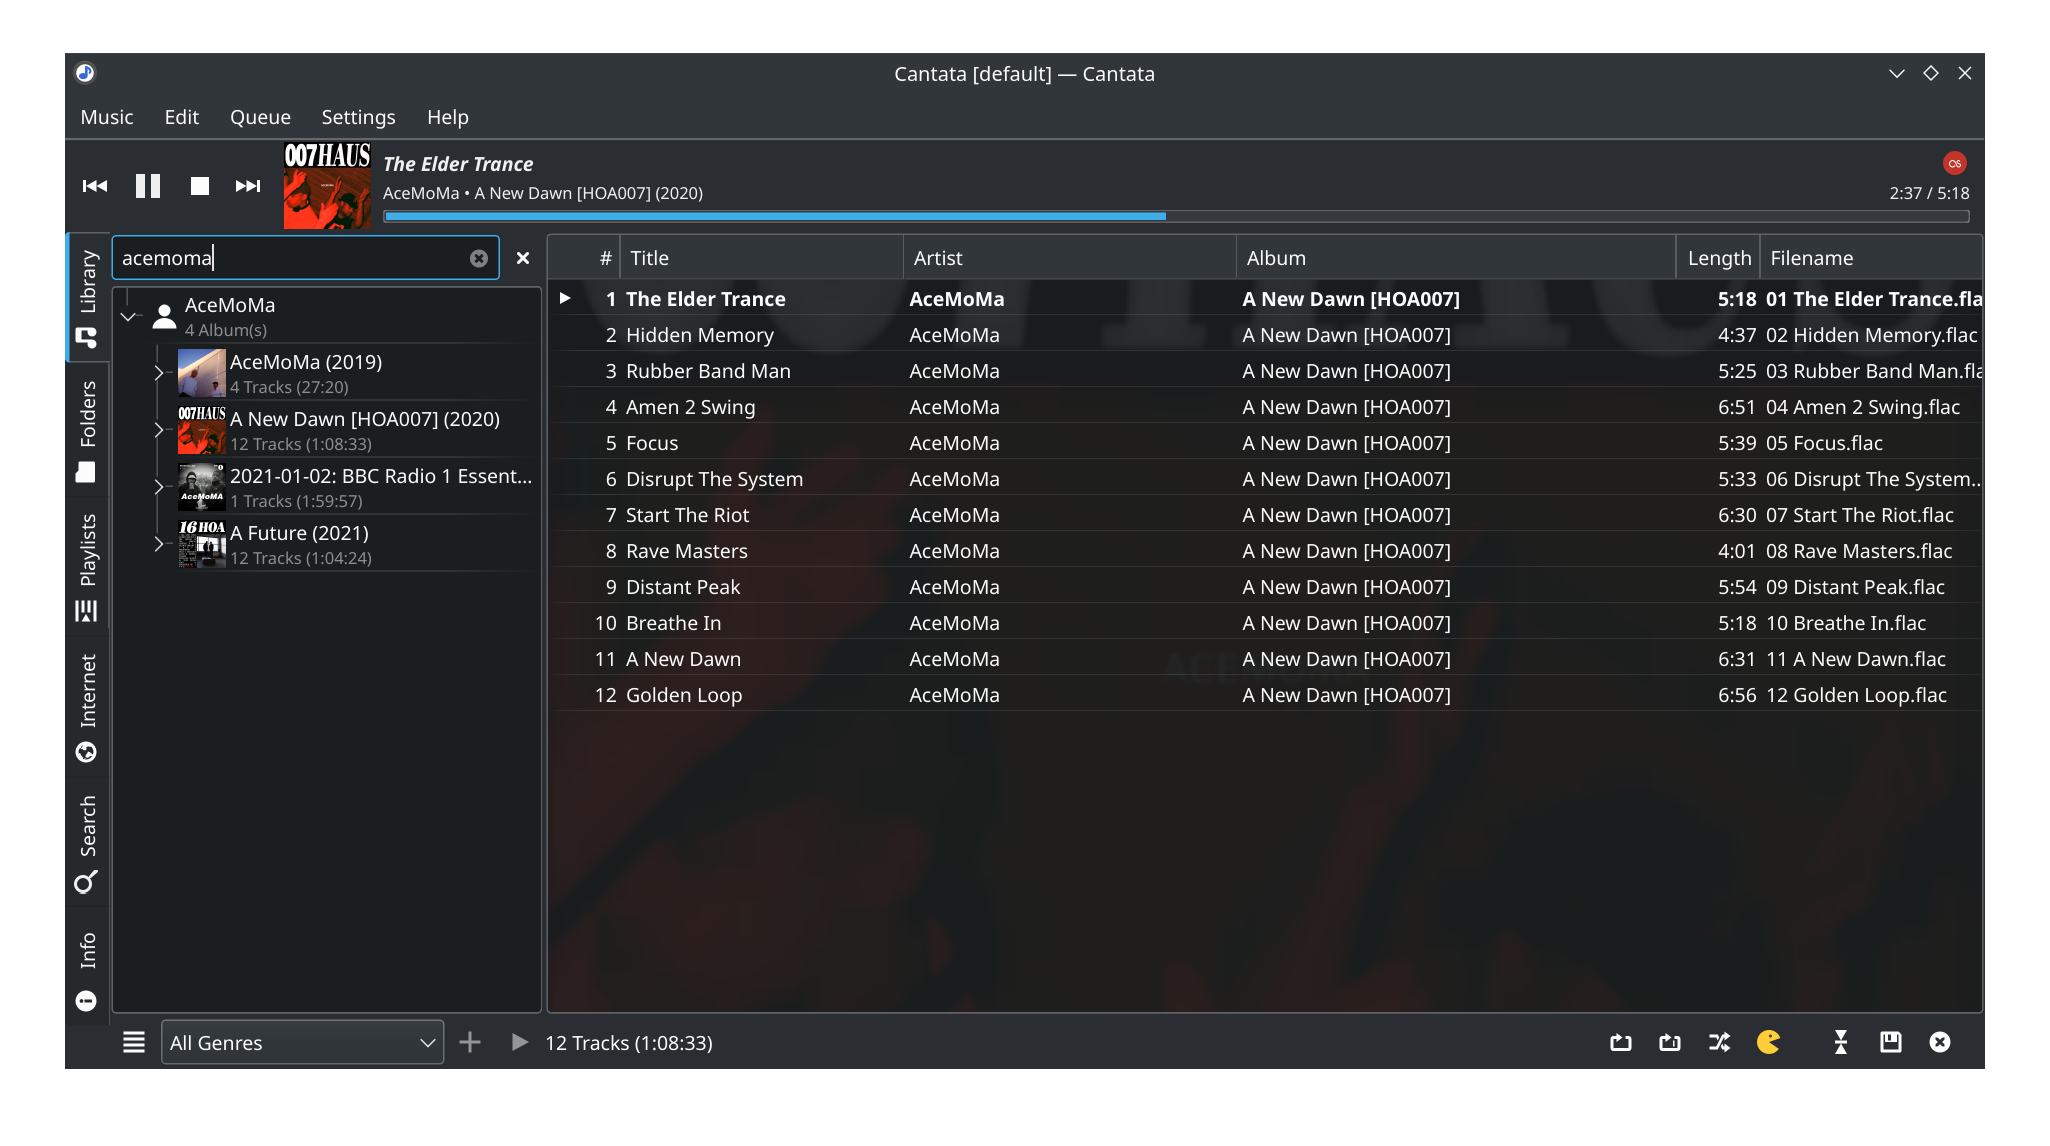 Cantata [default] — Cantata
Music Edit Queue Settings Help
007HAUS
The Elder Trance
AceMoMa • A New Dawn [HOA007] (2020)
2:37 / 5:18
Library
Folders
Playlists
Internet
Search
Info
acemoma
AceMoMa
4 Album(s)
AceMoMa (2019)
4 Tracks (27:20)
007HAUS
A New Dawn [HOA007] (2020)
12 Tracks (1:08:33)
AceMoMA
2021-01-02: BBC Radio 1 Essent...
1 Tracks (1:59:57)
16 HOA
A Future (2021)
12 Tracks (1:04:24)
# Title Artist Album Length Filename
1 The Elder Trance AceMoMa A New Dawn [HOA007] 5:18 01 The Elder Trance.fla
2 Hidden Memory AceMoMa A New Dawn [HOA007] 4:37 02 Hidden Memory.flac
3 Rubber Band Man AceMoMa A New Dawn [HOA007] 5:25 03 Rubber Band Man.fla
4 Amen 2 Swing AceMoMa A New Dawn [HOA007] 6:51 04 Amen 2 Swing.flac
5 Focus AceMoMa A New Dawn [HOA007] 5:39 05 Focus.flac
6 Disrupt The System AceMoMa A New Dawn [HOA007] 5:33 06 Disrupt The System...
7 Start The Riot AceMoMa A New Dawn [HOA007] 6:30 07 Start The Riot.flac
8 Rave Masters AceMoMa A New Dawn [HOA007] 4:01 08 Rave Masters.flac
9 Distant Peak AceMoMa A New Dawn [HOA007] 5:54 09 Distant Peak.flac
10 Breathe In AceMoMa A New Dawn [HOA007] 5:18 10 Breathe In.flac
11 A New Dawn AceMoMa A New Dawn [HOA007] 6:31 11 A New Dawn.flac
12 Golden Loop AceMoMa A New Dawn [HOA007] 6:56 12 Golden Loop.flac
All Genres
12 Tracks (1:08:33)